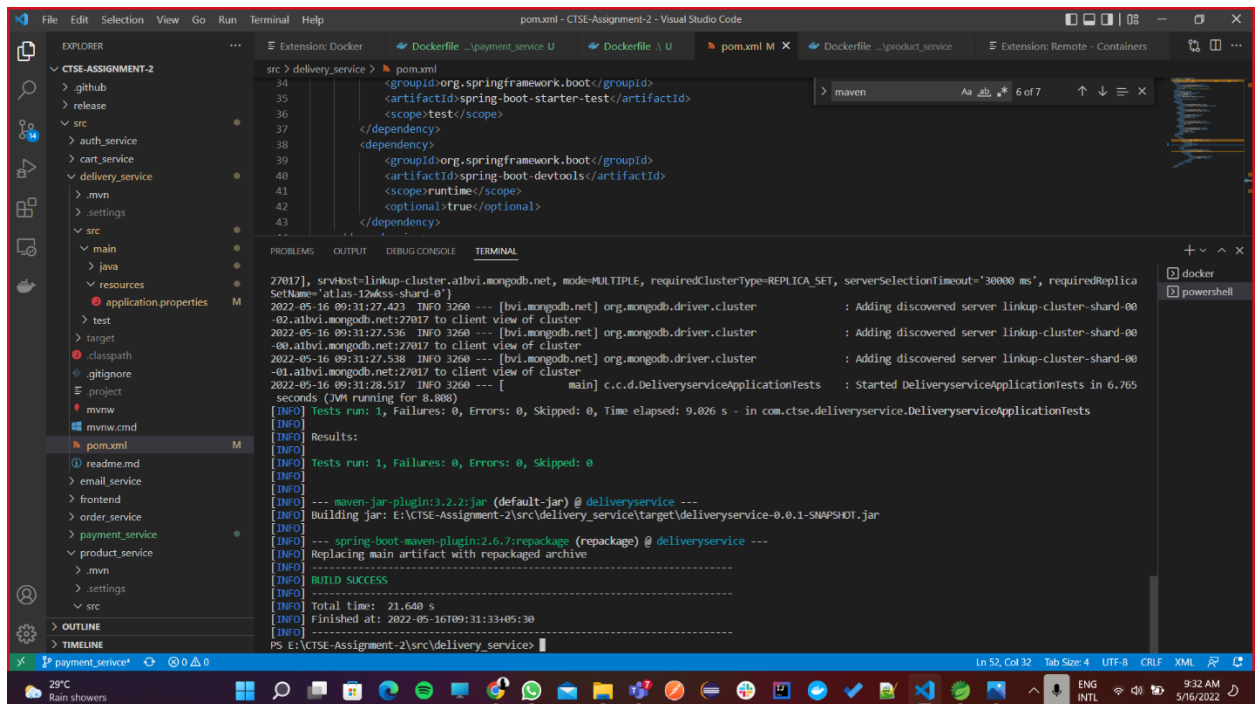 File Edit Selection View Go Run Terminal Help
pom.xml - CTSE-Assignment-2 - Visual Studio Code
EXPLORER
CTSE-ASSIGNMENT-2
.github
release
src
auth_service
cart_service
delivery_service
.mvn
.settings
src
main
java
resources
application.properties M
test
target
.classpath
.gitignore
.project
mvnw
mvnw.cmd
pom.xml M
readme.md
email_service
frontend
order_service
payment_service
product_service
.mvn
.settings
src
OUTLINE
TIMELINE
14
Extension: Docker
Dockerfile ...\payment_service U
Dockerfile .\ U
pom.xml M
Dockerfile ...\product_service
Extension: Remote - Containers
src > delivery_service > pom.xml
maven Aa ab .* 6 of 7
34 <groupId>org.springframework.boot</groupId>
35 <artifactId>spring-boot-starter-test</artifactId>
36 <scope>test</scope>
37 </dependency>
38 <dependency>
39 <groupId>org.springframework.boot</groupId>
40 <artifactId>spring-boot-devtools</artifactId>
41 <scope>runtime</scope>
42 <optional>true</optional>
43 </dependency>
PROBLEMS OUTPUT DEBUG CONSOLE TERMINAL
docker
powershell
27017], srvHost=linkup-cluster.a1bvi.mongodb.net, mode=MULTIPLE, requiredClusterType=REPLICA_SET, serverSelectionTimeout='30000 ms', requiredReplica
SetName='atlas-12wkss-shard-0'}
2022-05-16 09:31:27.423 INFO 3260 --- [bvi.mongodb.net] org.mongodb.driver.cluster : Adding discovered server linkup-cluster-shard-00
-02.a1bvi.mongodb.net:27017 to client view of cluster
2022-05-16 09:31:27.536 INFO 3260 --- [bvi.mongodb.net] org.mongodb.driver.cluster : Adding discovered server linkup-cluster-shard-00
-00.a1bvi.mongodb.net:27017 to client view of cluster
2022-05-16 09:31:27.538 INFO 3260 --- [bvi.mongodb.net] org.mongodb.driver.cluster : Adding discovered server linkup-cluster-shard-00
-01.a1bvi.mongodb.net:27017 to client view of cluster
2022-05-16 09:31:28.517 INFO 3260 --- [ main] c.c.d.DeliveryserviceApplicationTests : Started DeliveryserviceApplicationTests in 6.765
seconds (JVM running for 8.808)
[INFO] Tests run: 1, Failures: 0, Errors: 0, Skipped: 0, Time elapsed: 9.026 s - in com.ctse.deliveryservice.DeliveryserviceApplicationTests
[INFO]
[INFO] Results:
[INFO]
[INFO] Tests run: 1, Failures: 0, Errors: 0, Skipped: 0
[INFO]
[INFO]
[INFO] --- maven-jar-plugin:3.2.2:jar (default-jar) @ deliveryservice ---
[INFO] Building jar: E:\CTSE-Assignment-2\src\delivery_service\target\deliveryservice-0.0.1-SNAPSHOT.jar
[INFO]
[INFO] --- spring-boot-maven-plugin:2.6.7:repackage (repackage) @ deliveryservice ---
[INFO] Replacing main artifact with repackaged archive
[INFO] ------------------------------------------------------------------------
[INFO] BUILD SUCCESS
[INFO] ------------------------------------------------------------------------
[INFO] Total time: 21.640 s
[INFO] Finished at: 2022-05-16T09:31:33+05:30
[INFO] ------------------------------------------------------------------------
PS E:\CTSE-Assignment-2\src\delivery_service>
payment_serivce* 0 0
Ln 52, Col 32 Tab Size: 4 UTF-8 CRLF XML
29°C
Rain showers
ENG
INTL
9:32 AM
5/16/2022